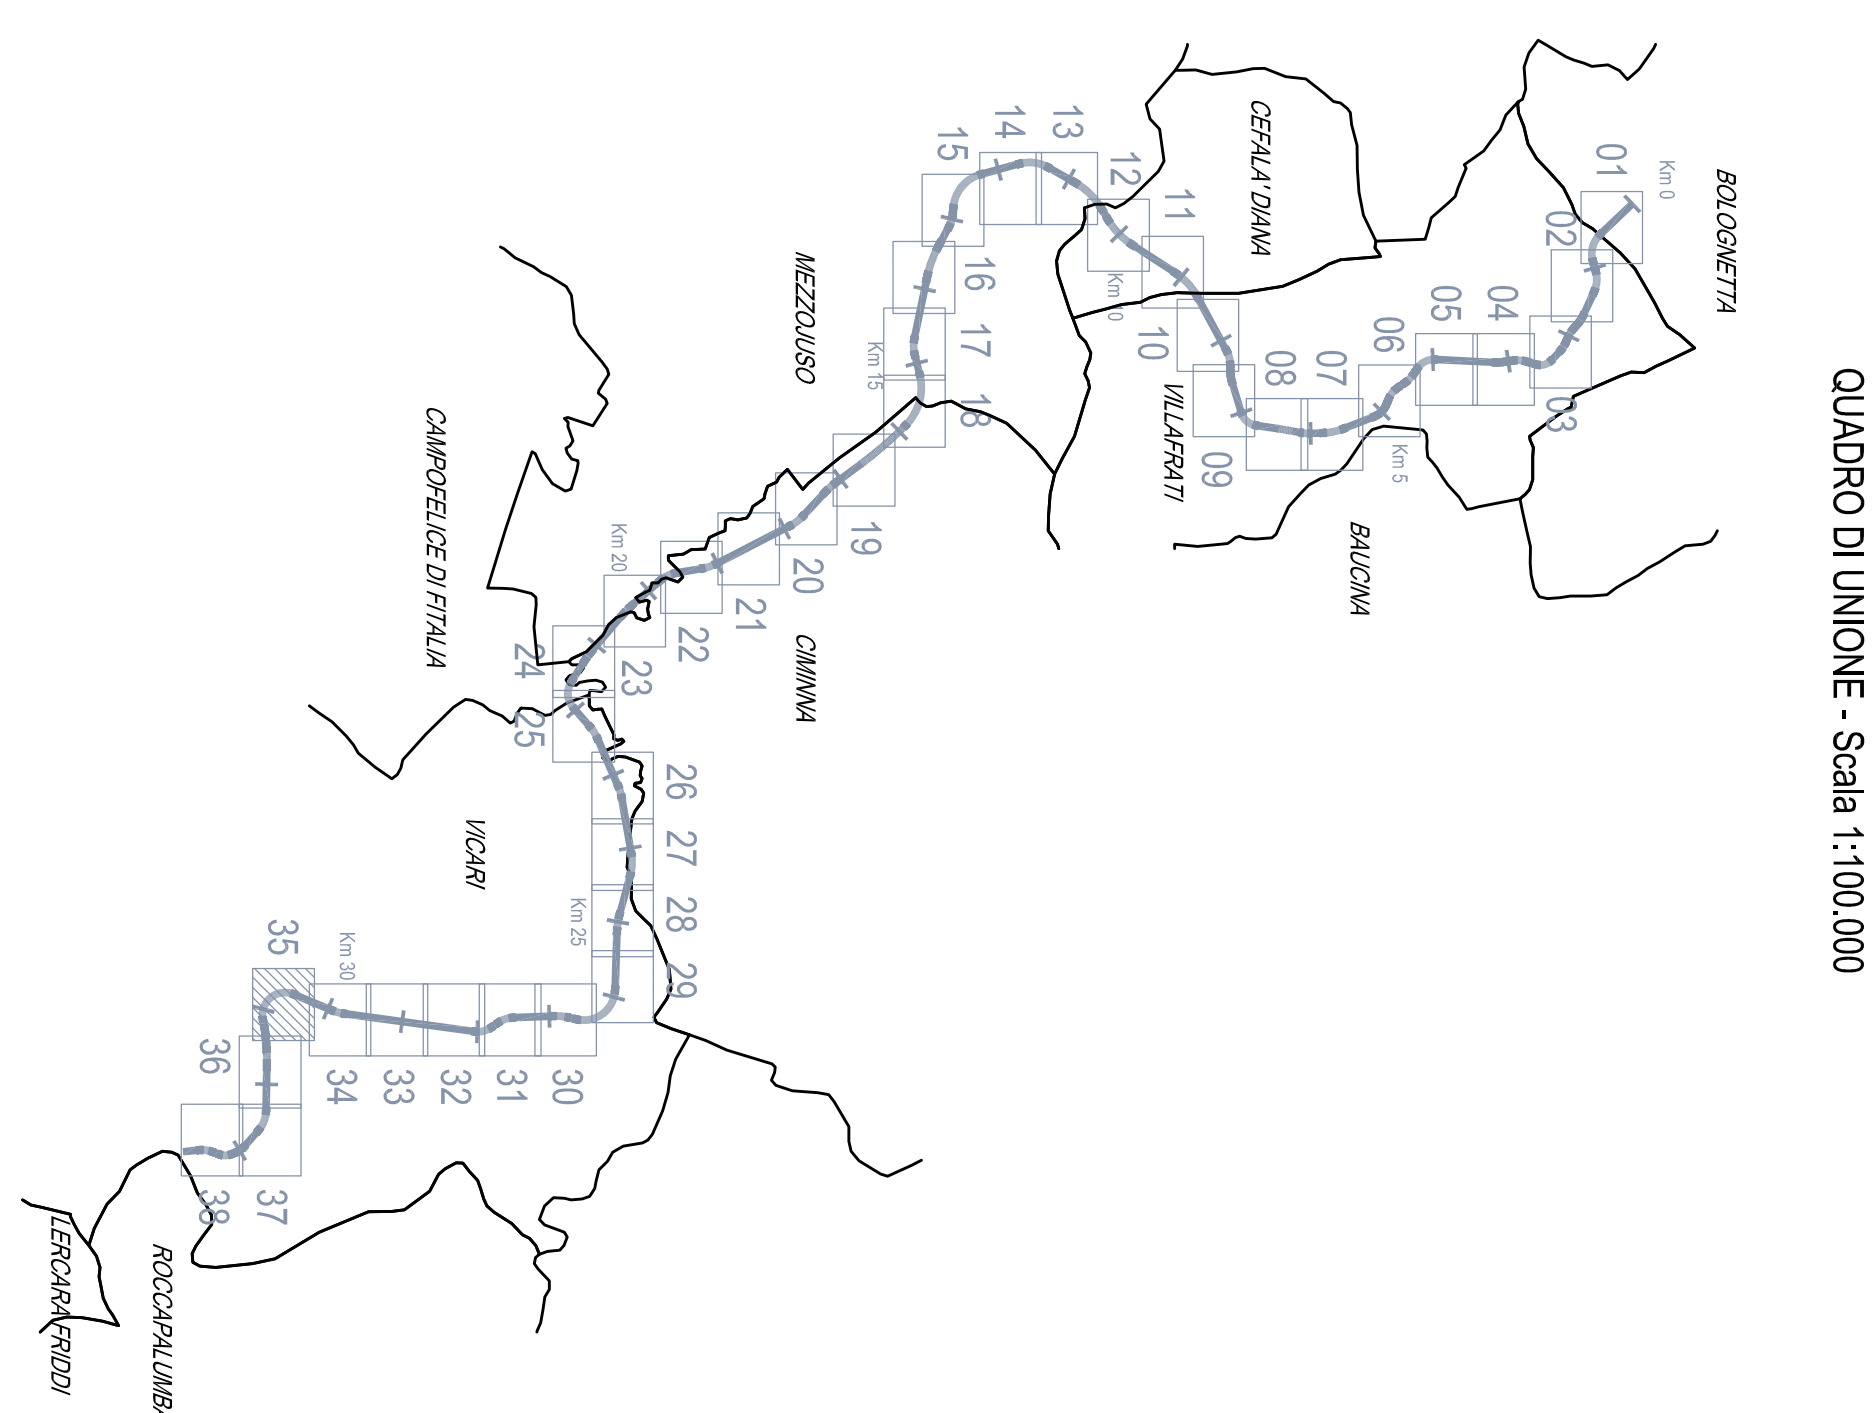 QUADRO DI UNIONE - Scala 1:100.000
BOLOGNETTA
Km 0
01
02
03
04
05
06
Km 5
BAUCINA
07
08
09
VILLAFRATI
10
Km 10
11
CEFALA' DIANA
12
13
14
15
16
17
Km 15
18
MEZZOJUSO
19
20
21
CIMINNA
22
Km 20
23
24
25
CAMPOFELICE DI FITALIA
26
27
28
Km 25
29
VICARI
30
31
32
33
34
Km 30
35
36
37
38
ROCCAPALUMBA
LERCARA FRIDDI